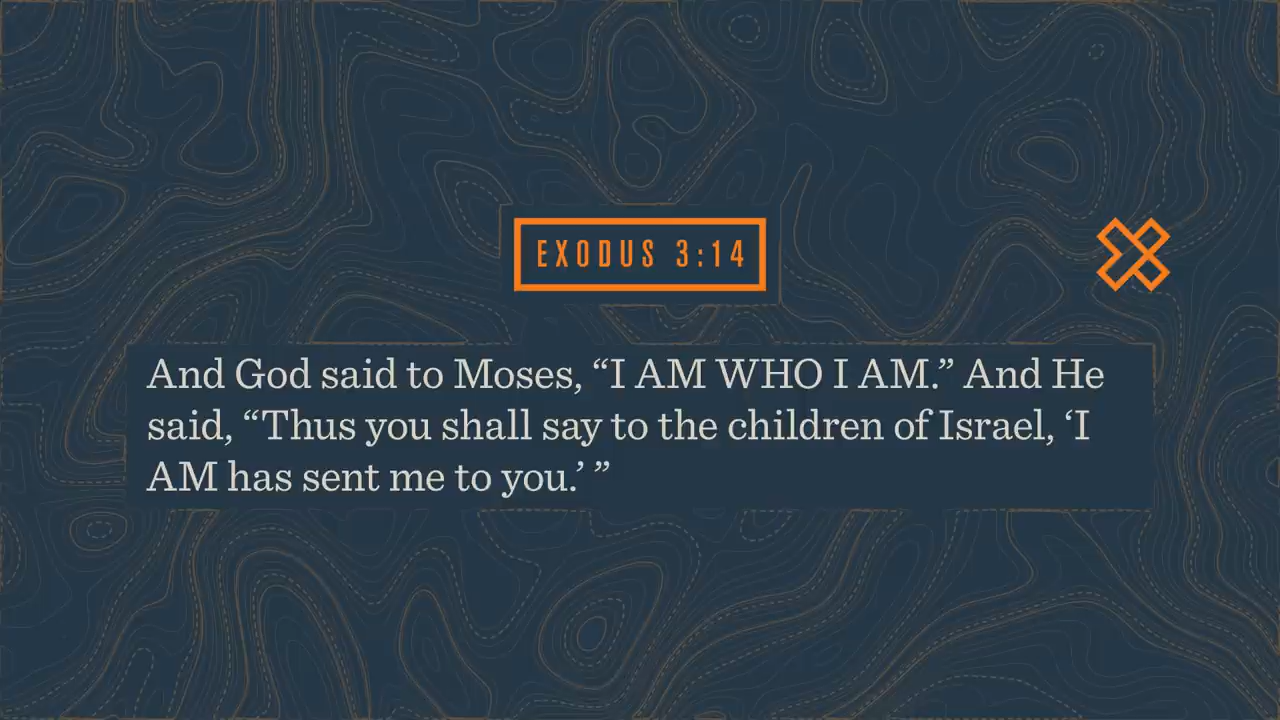 EXODUS 3:14
And God said to Moses, “I AM WHO I AM.” And He
said, “Thus you shall say to the children of Israel, ‘I
AM has sent me to you.’ ”